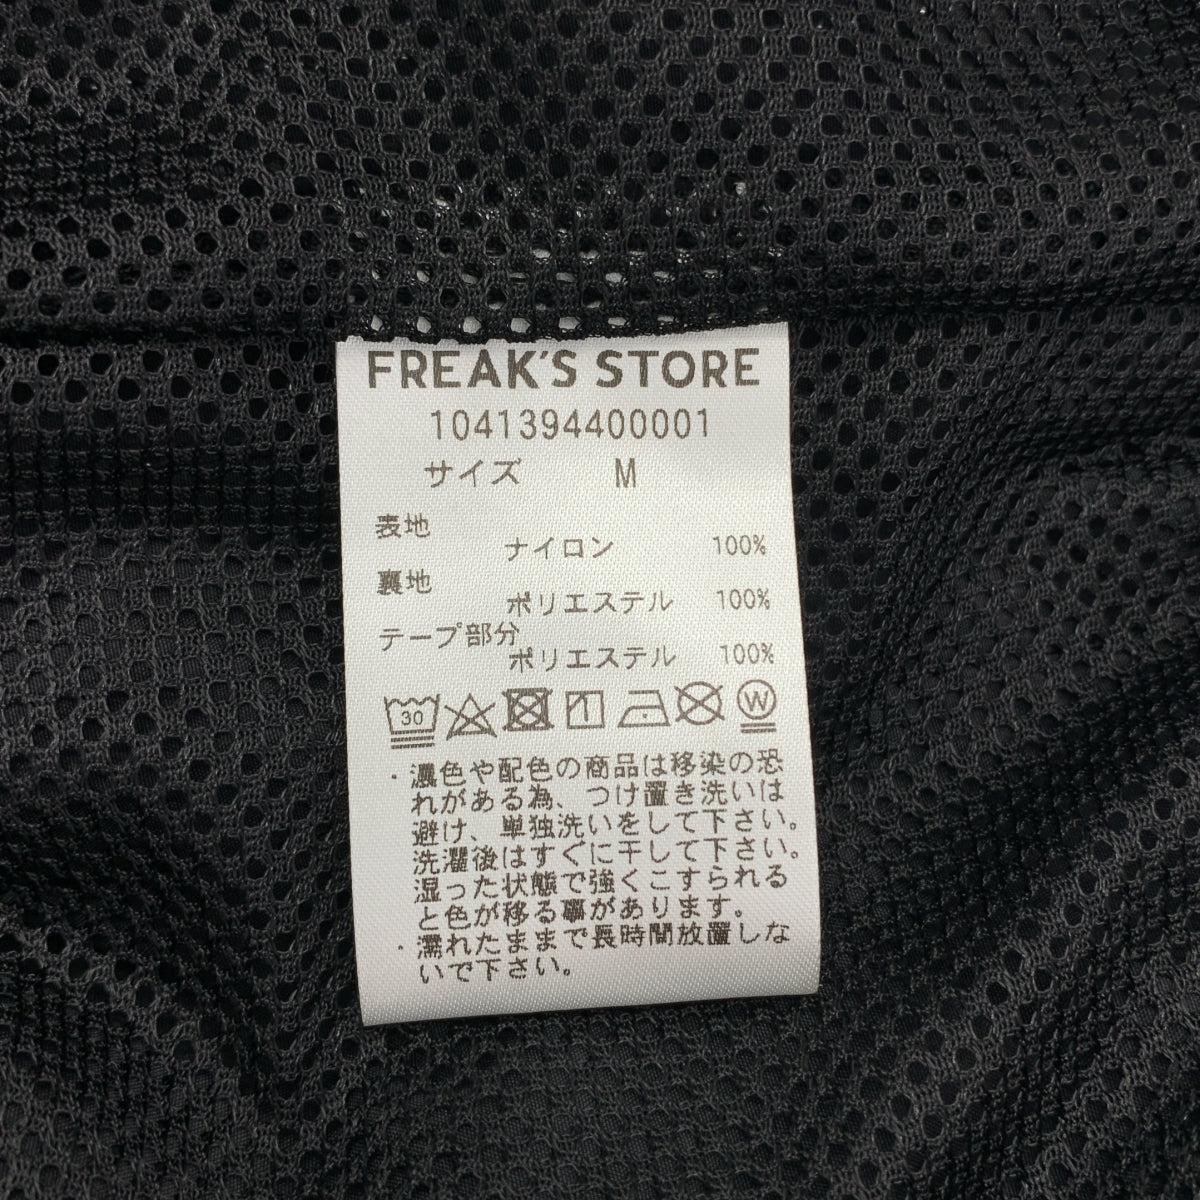 FREAK'S STORE
1041394400001
サイズ M
表地
ナイロン 100%
裏地
ポリエステル 100%
テープ部分
ポリエステル 100%
30 1 W
・濃色や配色の商品は移染の恐
れがある為、つけ置き洗いは
避け、単独洗いをして下さい。
洗濯後はすぐに干して下さい。
湿った状態で強くこすられる
と色が移る事があります。
・濡れたままで長時間放置しな
いで下さい。